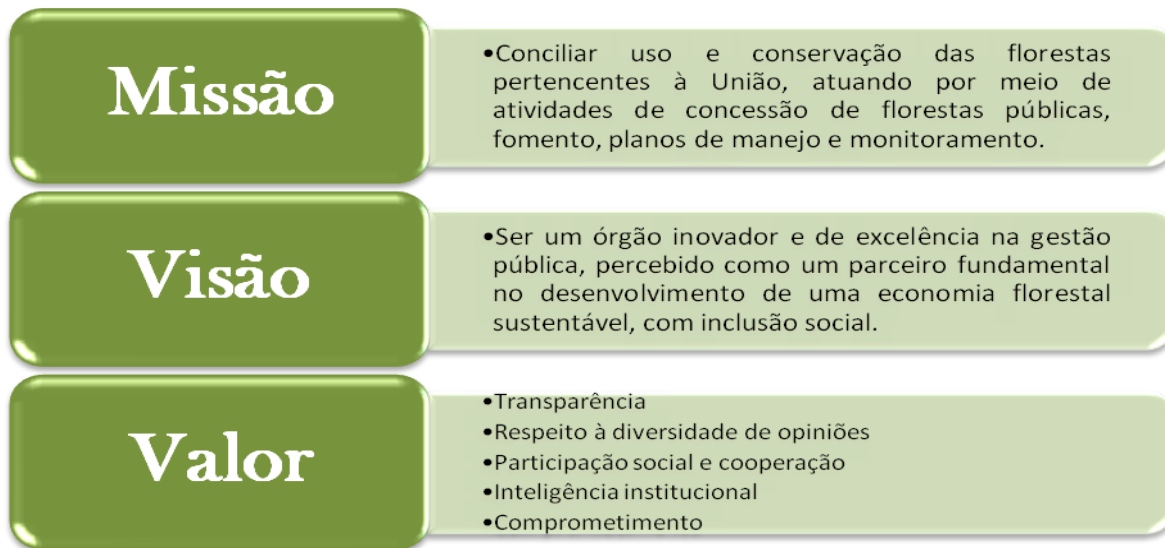 Missão
•Conciliar uso e conservação das florestas
pertencentes à União, atuando por meio de
atividades de concessão de florestas públicas,
fomento, planos de manejo e monitoramento.
Visão
•Ser um órgão inovador e de excelência na gestão
pública, percebido como um parceiro fundamental
no desenvolvimento de uma economia florestal
sustentável, com inclusão social.
Valor
•Transparência
•Respeito à diversidade de opiniões
•Participação social e cooperação
•Inteligência institucional
•Comprometimento